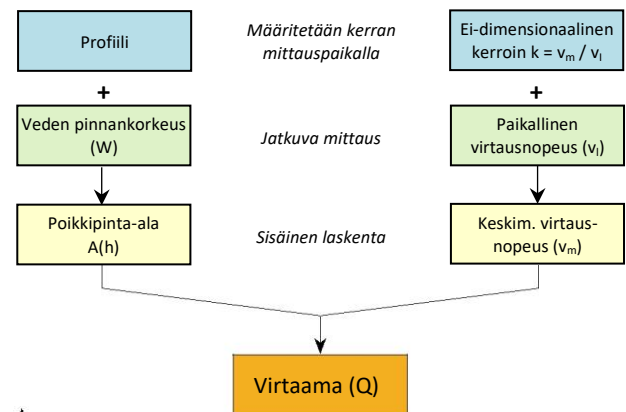 Profiili
Määritetään kerran
mittauspaikalla
Ei-dimensionaalinen
kerroin k = vm / vl
+
+
Veden pinnankorkeus
(W)
Jatkuva mittaus
Paikallinen
virtausnopeus (vl)
Poikkipinta-ala
A(h)
Sisäinen laskenta
Keskim. virtaus-
nopeus (vm)
Virtaama (Q)